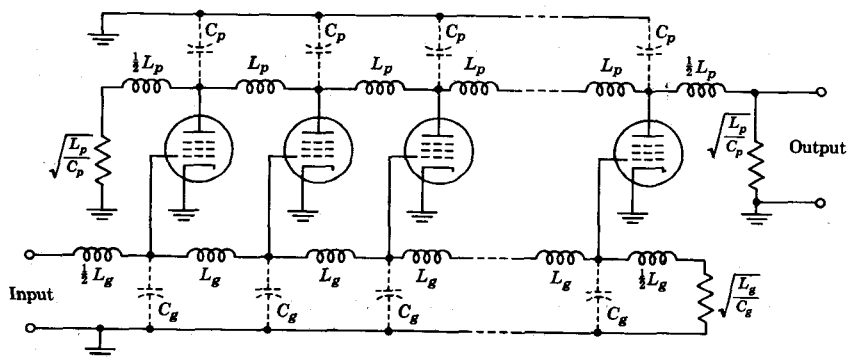 C_p C_p C_p C_p
½L_p L_p L_p L_p L_p ½L_p
√(L_p/C_p) √(L_p/C_p) Output
½L_g L_g L_g L_g L_g ½L_g
Input C_g C_g C_g C_g √(L_g/C_g)